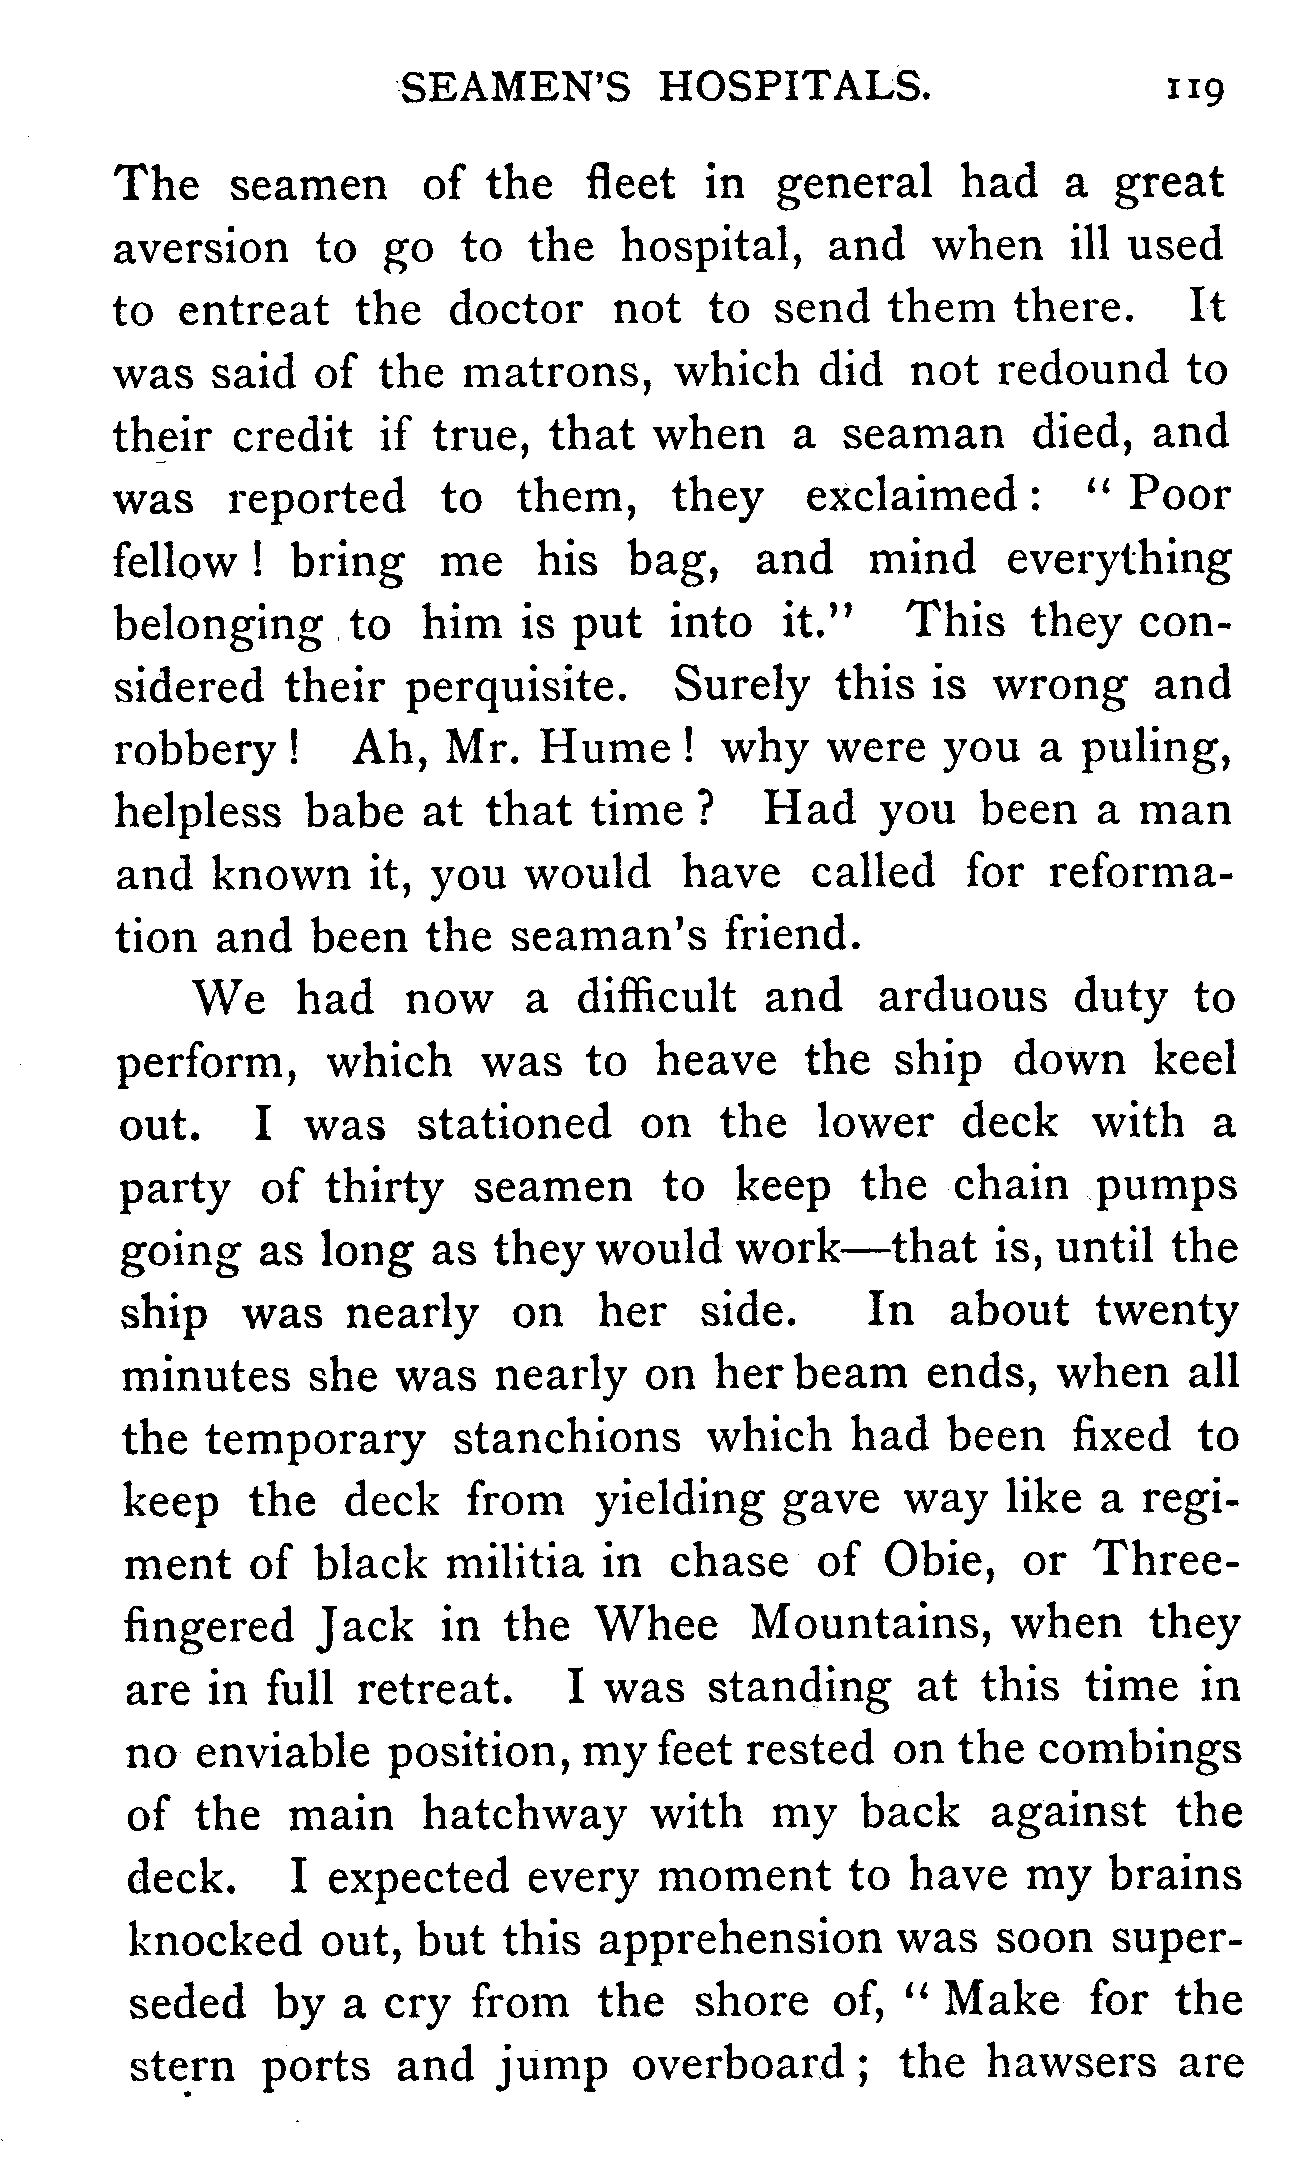 SEAMEN'S HOSPITALS. 119
The seamen of the fleet in general had a great
aversion to go to the hospital, and when ill used
to entreat the doctor not to send them there. It
was said of the matrons, which did not redound to
their credit if true, that when a seaman died, and
was reported to them, they exclaimed: "Poor
fellow! bring me his bag, and mind everything
belonging to him is put into it." This they con-
sidered their perquisite. Surely this is wrong and
robbery! Ah, Mr. Hume! why were you a puling,
helpless babe at that time? Had you been a man
and known it, you would have called for reforma-
tion and been the seaman's friend.
We had now a difficult and arduous duty to
perform, which was to heave the ship down keel
out. I was stationed on the lower deck with a
party of thirty seamen to keep the chain pumps
going as long as they would work—that is, until the
ship was nearly on her side. In about twenty
minutes she was nearly on her beam ends, when all
the temporary stanchions which had been fixed to
keep the deck from yielding gave way like a regi-
ment of black militia in chase of Obie, or Three-
fingered Jack in the Whee Mountains, when they
are in full retreat. I was standing at this time in
no enviable position, my feet rested on the combings
of the main hatchway with my back against the
deck. I expected every moment to have my brains
knocked out, but this apprehension was soon super-
seded by a cry from the shore of, "Make for the
stern ports and jump overboard; the hawsers are